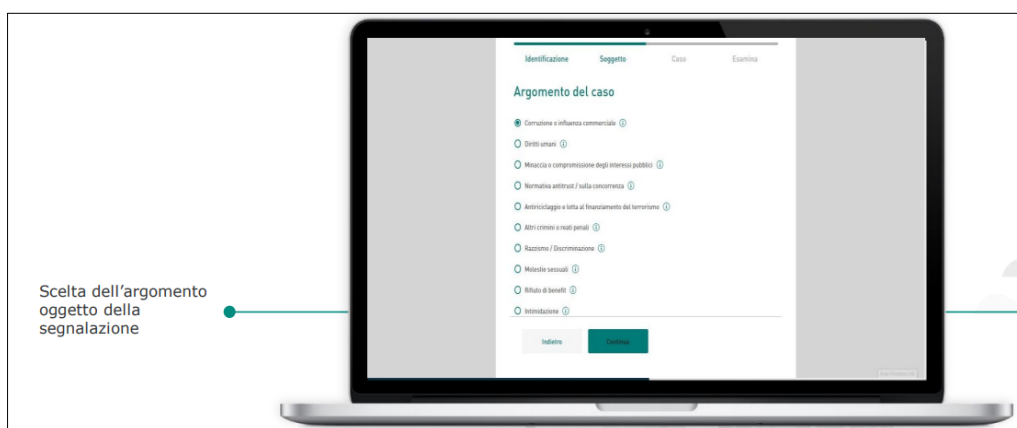 Identificazione Soggetto Caso Esamina
Argomento del caso
Corruzione o influenza commerciale
Diritti umani
Minaccia o compromissione degli interessi pubblici
Normativa antitrust / sulla concorrenza
Antiriciclaggio e lotta al finanziamento del terrorismo
Altri crimini e reati penali
Razzismo / Discriminazione
Molestie sessuali
Rifiuto di benefit
Intimidazione
Indietro Continua
Scelta dell'argomento
oggetto della
segnalazione